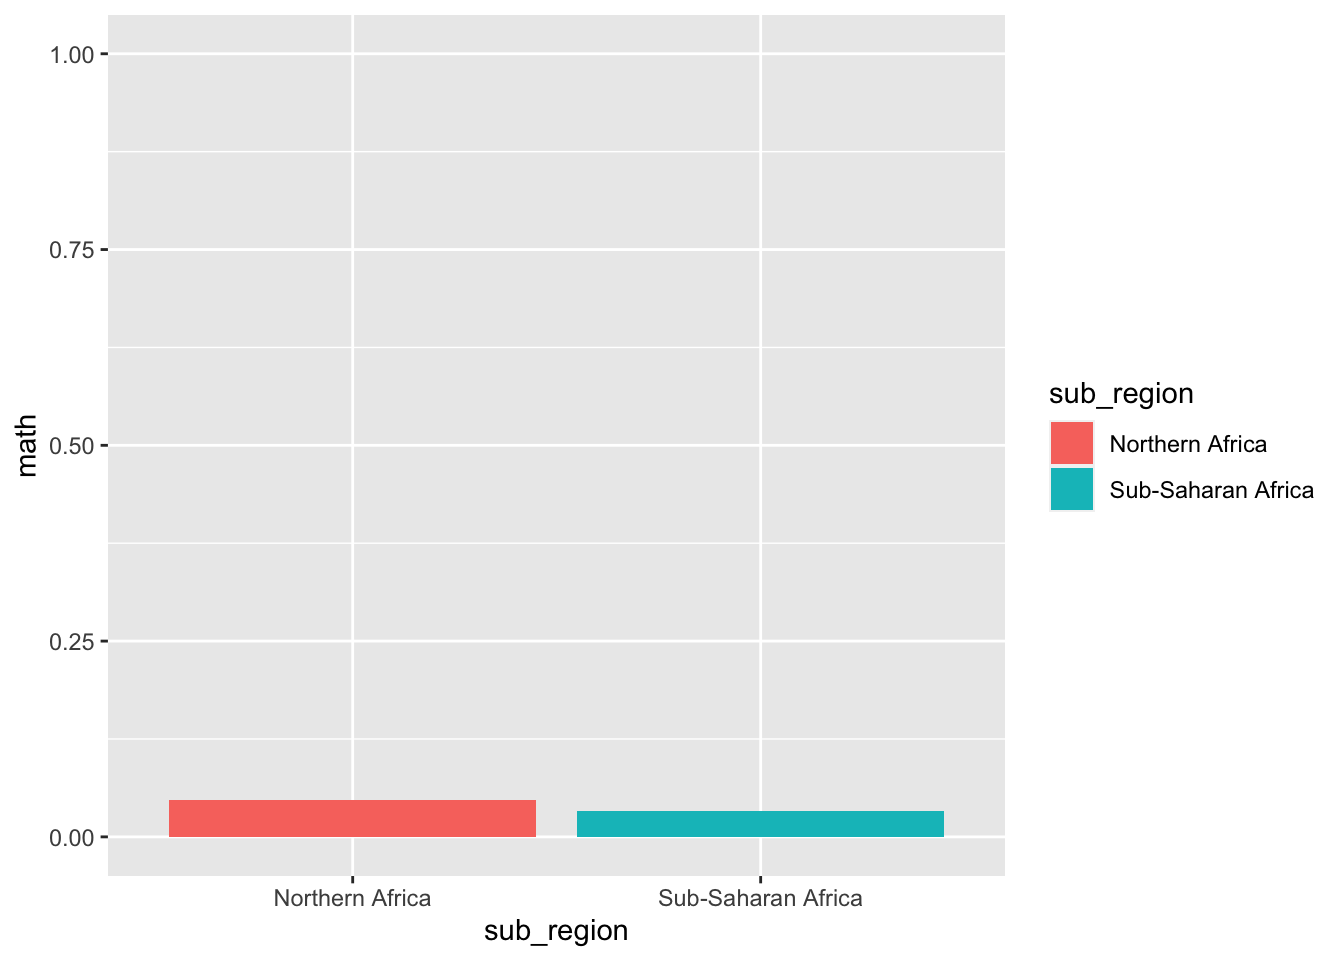 1.00
0.75
0.50
0.25
0.00
math
Northern Africa
Sub-Saharan Africa
sub_region
sub_region
Northern Africa
Sub-Saharan Africa